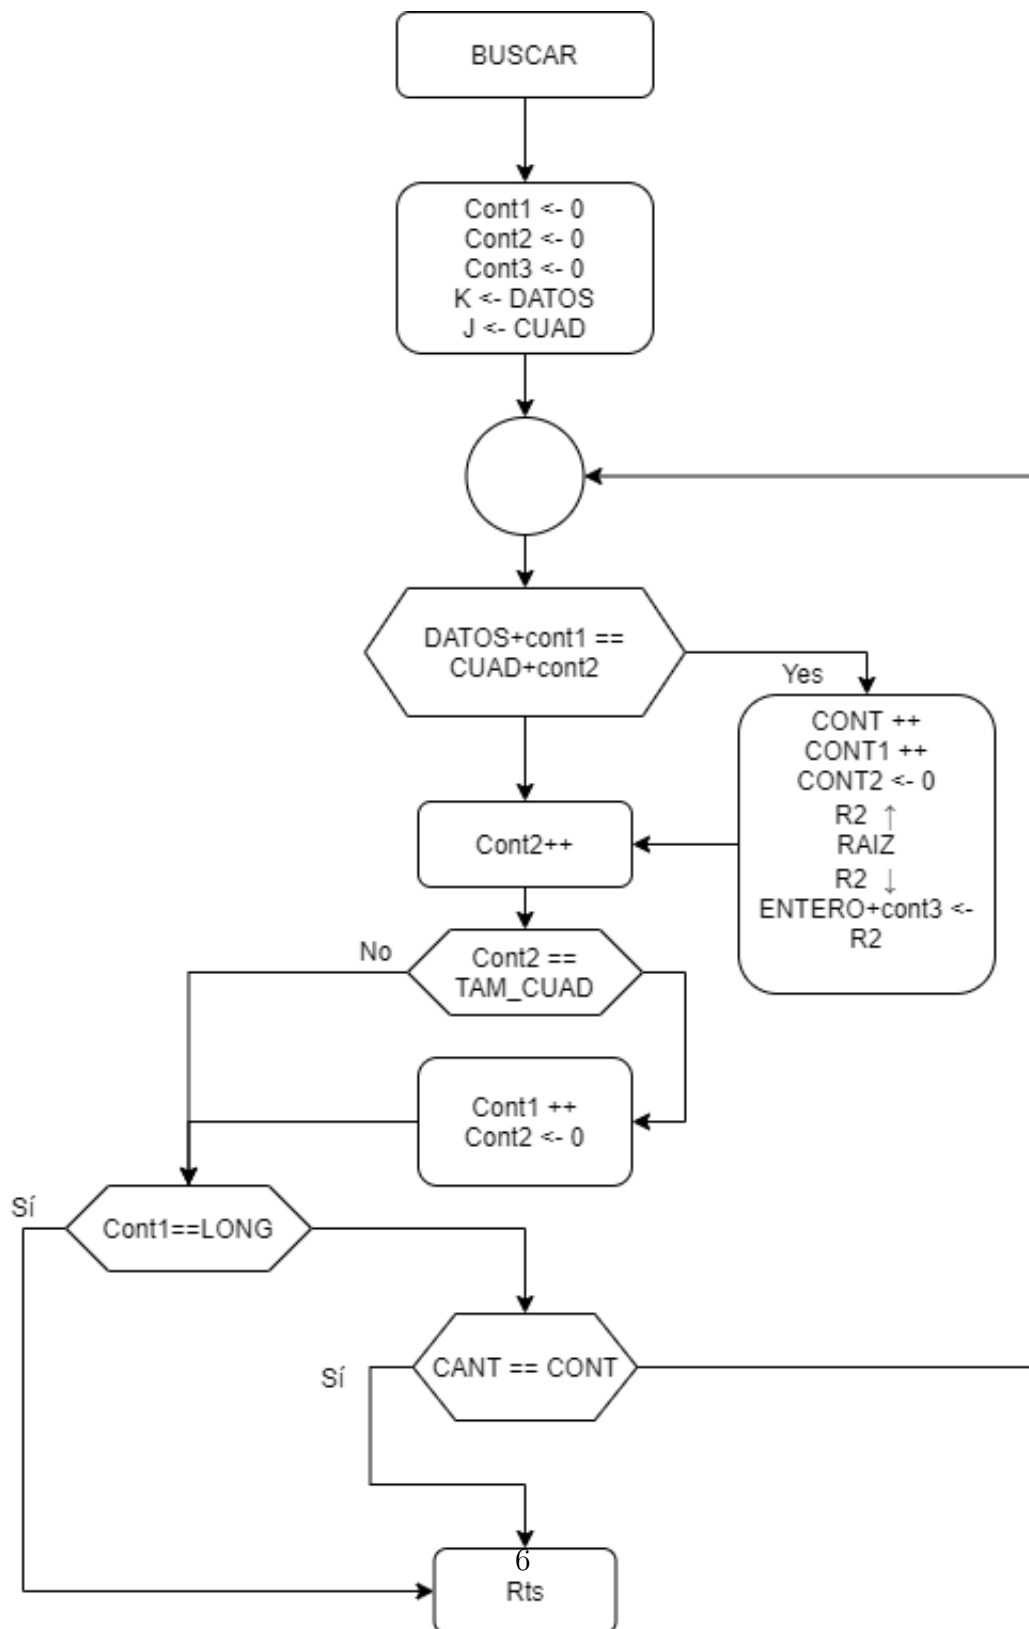 BUSCAR
Cont1 <- 0
Cont2 <- 0
Cont3 <- 0
K <- DATOS
J <- CUAD
DATOS+cont1 ==
CUAD+cont2
Yes
CONT ++
CONT1 ++
CONT2 <- 0
R2 ↑
RAIZ
R2 ↓
ENTERO+cont3 <-
R2
Cont2++
No
Cont2 ==
TAM_CUAD
Cont1 ++
Cont2 <- 0
Sí
Cont1==LONG
Sí
CANT == CONT
6
Rts